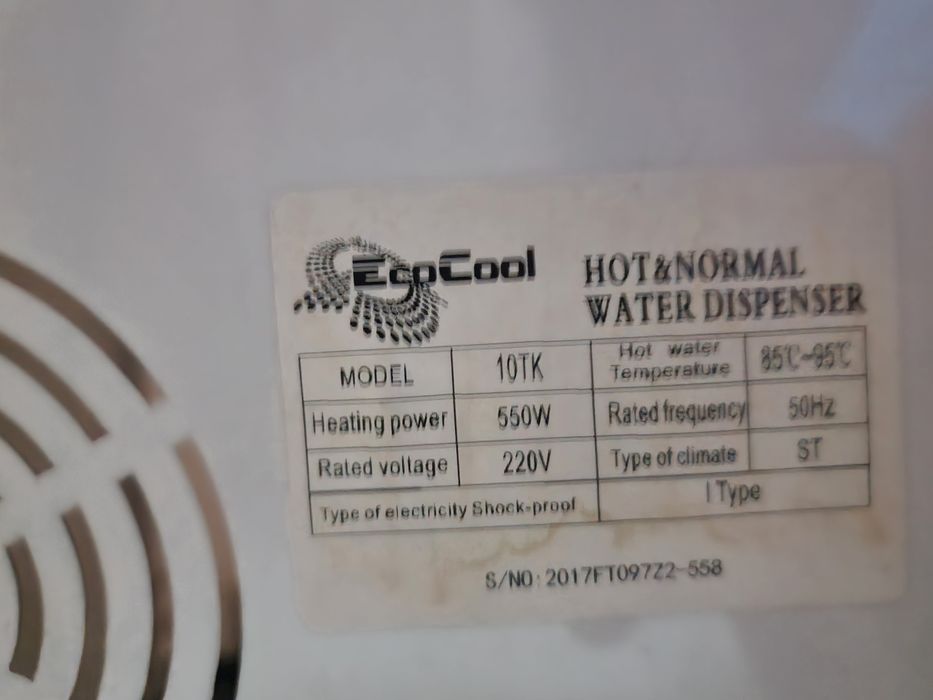 EcoCool
HOT&NORMAL
WATER DISPENSER
MODEL 10TK Hot water Temperature 85℃~95℃
Heating power 550W Rated frequency 50Hz
Rated voltage 220V Type of climate ST
Type of electricity Shock-proof I Type
S/NO:2017FT097Z2-558